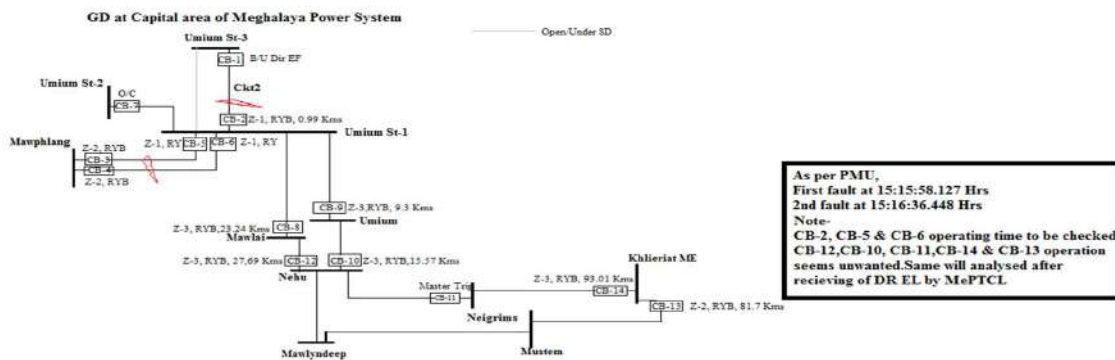 GD at Capital area of Meghalaya Power System
Open/Under SD
Umium St-3
CB-1
B/U Dir EF
Umium St-2
O/C
CB-7
Ckt2
CB-2
Z-1, RYB, 0.99 Kms
Umium St-1
Mawphlang
Z-2, RYB
CB-3
CB-4
Z-2, RYB
Z-1, RY
CB-5
CB-6
Z-1, RY
CB-9
Z-3,RYB, 9.3 Kms
Umium
Z-3, RYB,23.24 Kms
CB-8
Mawlai
Z-3, RYB, 27,69 Kms
CB-12
CB-10
Z-3, RYB,15.57 Kms
Nehu
Khlieriat ME
Master Trip
CB-11
Z-3, RYB, 93.01 Kms
CB-14
CB-13
Z-2, RYB, 81.7 Kms
Neigrims
Mustem
Mawlyndeep
As per PMU,
First fault at 15:15:58.127 Hrs
2nd fault at 15:16:36.448 Hrs
Note-
CB-2, CB-5 & CB-6 operating time to be checked
CB-12,CB-10, CB-11,CB-14 & CB-13 operation
seems unwanted.Same will analysed after
recieving of DR EL by MePTCL